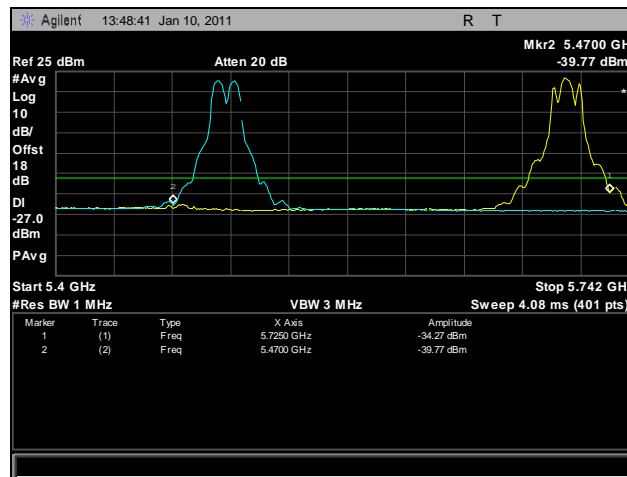 Agilent 13:48:41 Jan 10, 2011 R T
Mkr2 5.4700 GH
Ref 25 dBm Atten 20 dB -39.77 dBm
#Avg
Log
10
dB/
Offst
18
dB
DI
-27.0
dBm
PAvg
*
2
1
Start 5.4 GHz Stop 5.742 GH
#Res BW 1 MHz VBW 3 MHz Sweep 4.08 ms (401 pts)
Marker Trace Type X Axis Amplitude
1 (1) Freq 5.7250 GHz -34.27 dBm
2 (2) Freq 5.4700 GHz -39.77 dBm